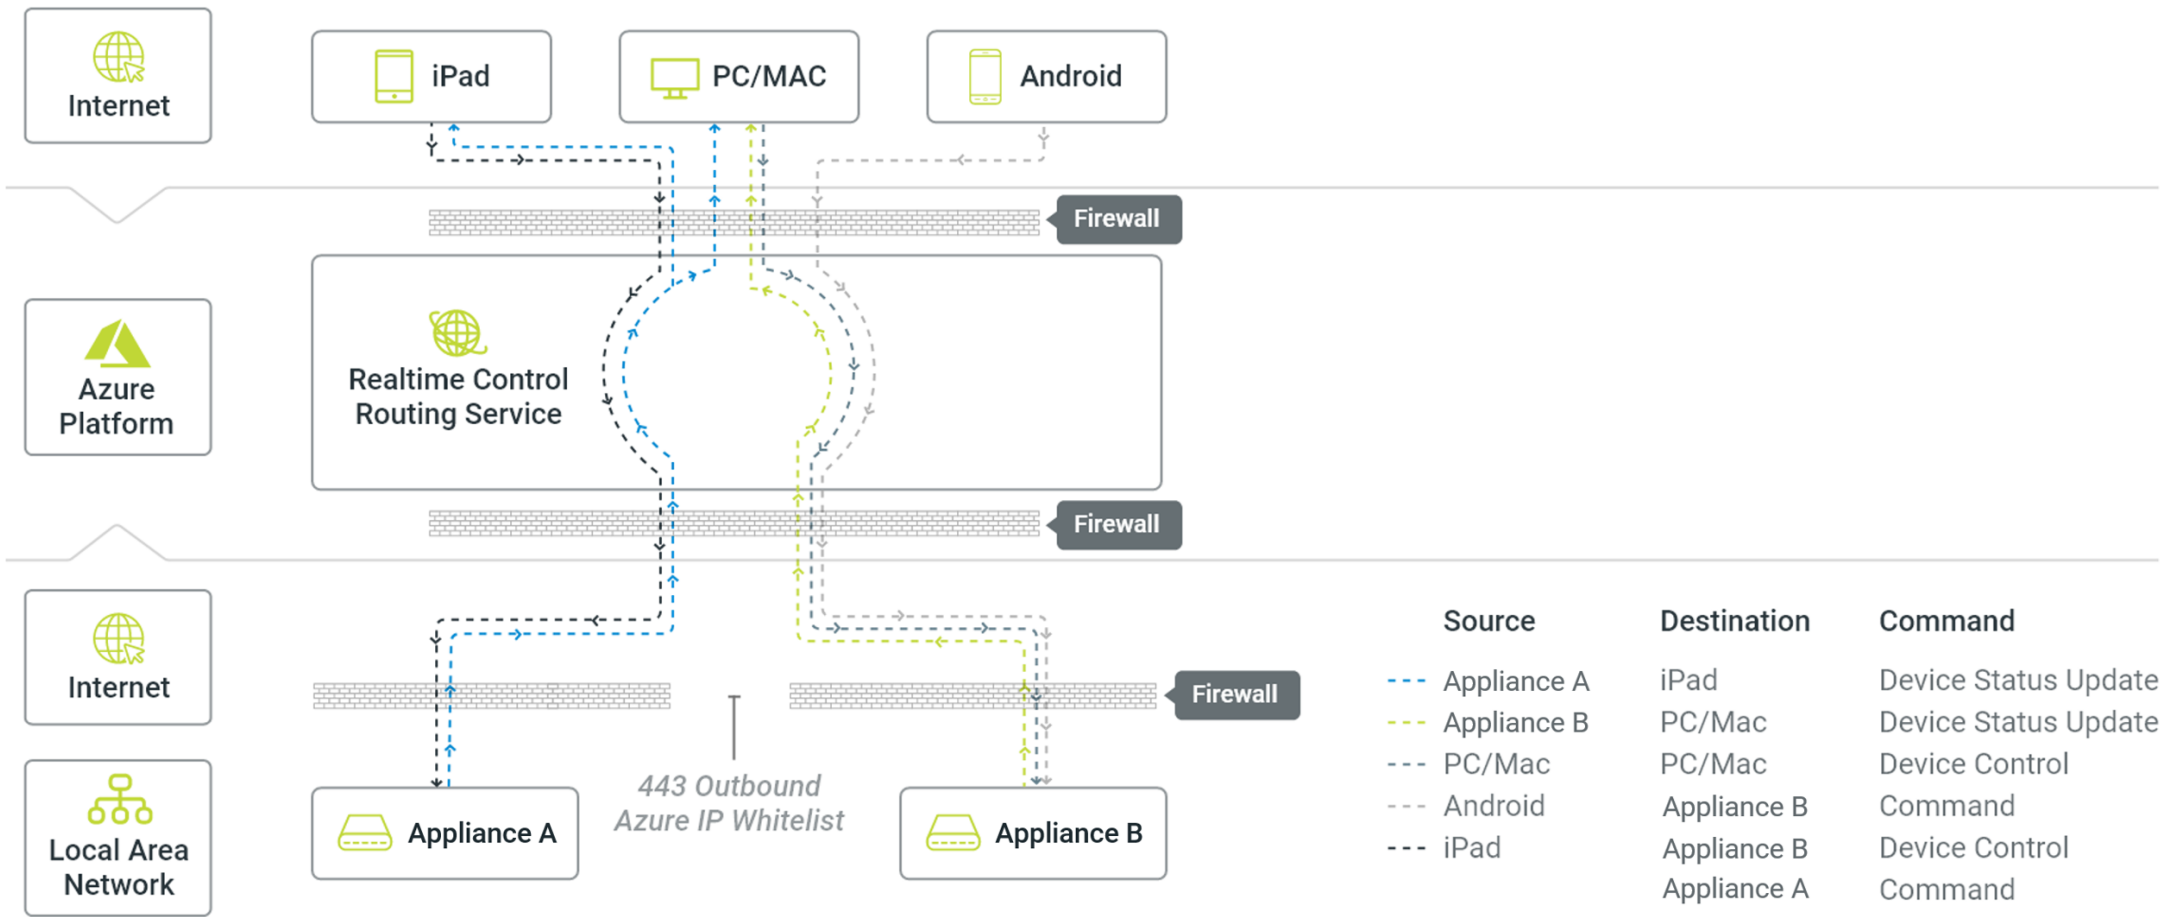 Internet
iPad
PC/MAC
Android
Firewall
Azure
Platform
Realtime Control
Routing Service
Firewall
Internet
Firewall
443 Outbound
Azure IP Whitelist
Local Area
Network
Appliance A
Appliance B
Source Destination Command
Appliance A iPad Device Status Update
Appliance B PC/Mac Device Status Update
PC/Mac PC/Mac Device Control
Android Appliance B Command
iPad Appliance B Device Control
Appliance A Command